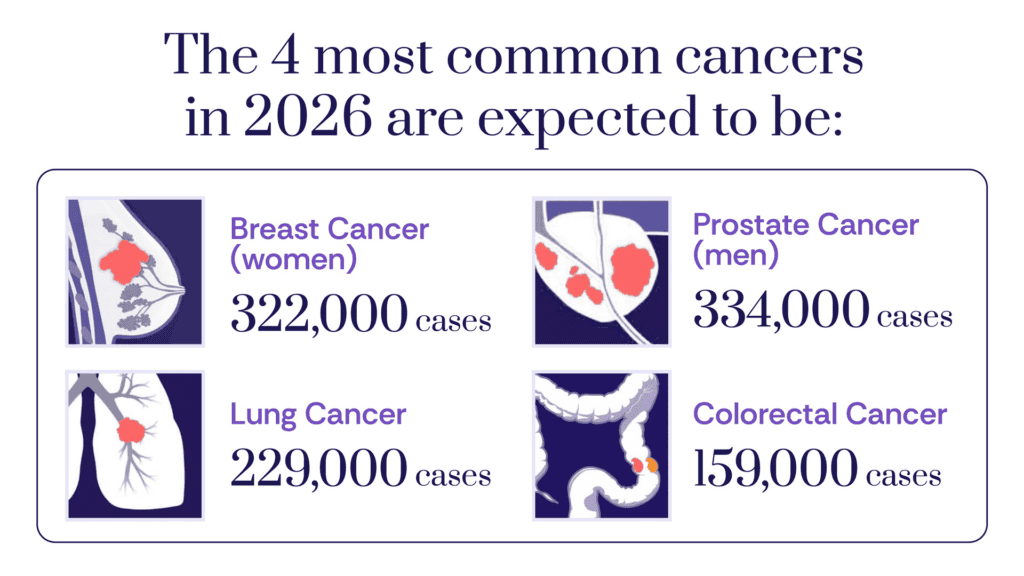 The 4 most common cancers
in 2026 are expected to be:
Breast Cancer
(women)
322,000 cases
Prostate Cancer
(men)
334,000 cases
Lung Cancer
229,000 cases
Colorectal Cancer
159,000 cases